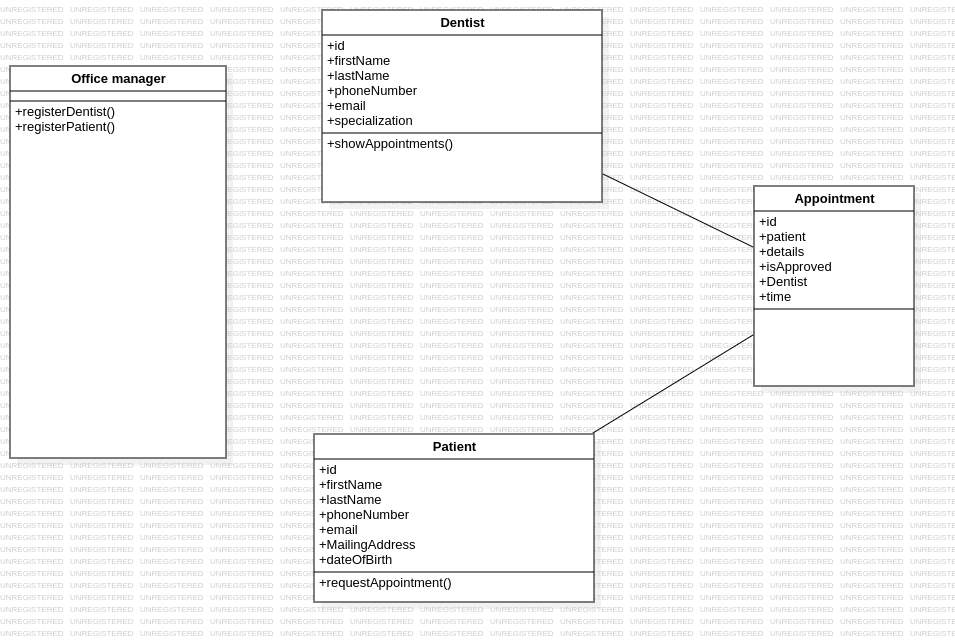 Dentist
+id
+firstName
+lastName
+phoneNumber
+email
+specialization
+showAppointments()
Office manager
+registerDentist()
+registerPatient()
Appointment
+id
+patient
+details
+isApproved
+Dentist
+time
Patient
+id
+firstName
+lastName
+phoneNumber
+email
+MailingAddress
+dateOfBirth
+requestAppointment()
UNREGISTERED